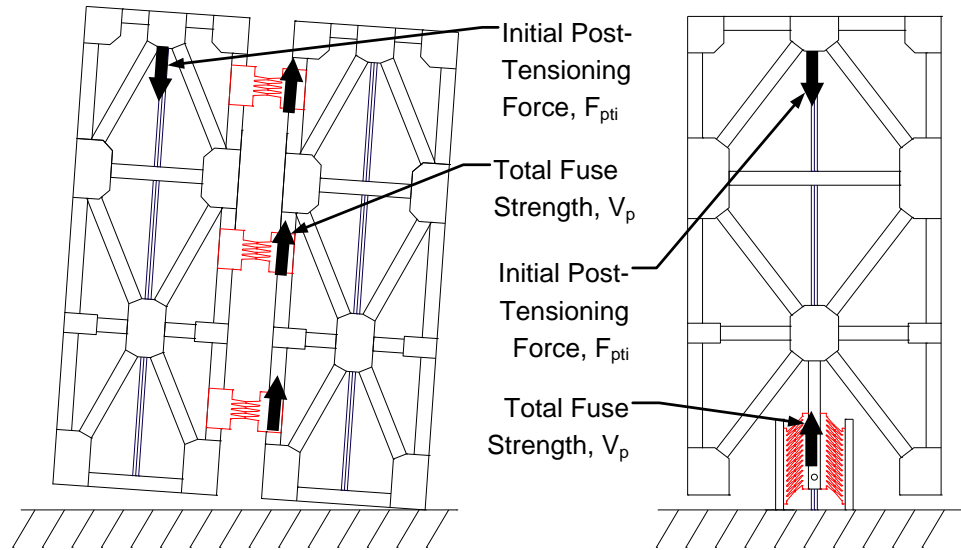 Initial Post-
Tensioning
Force, Fpti
Total Fuse
Strength, Vp
Initial Post-
Tensioning
Force, Fpti
Total Fuse
Strength, Vp